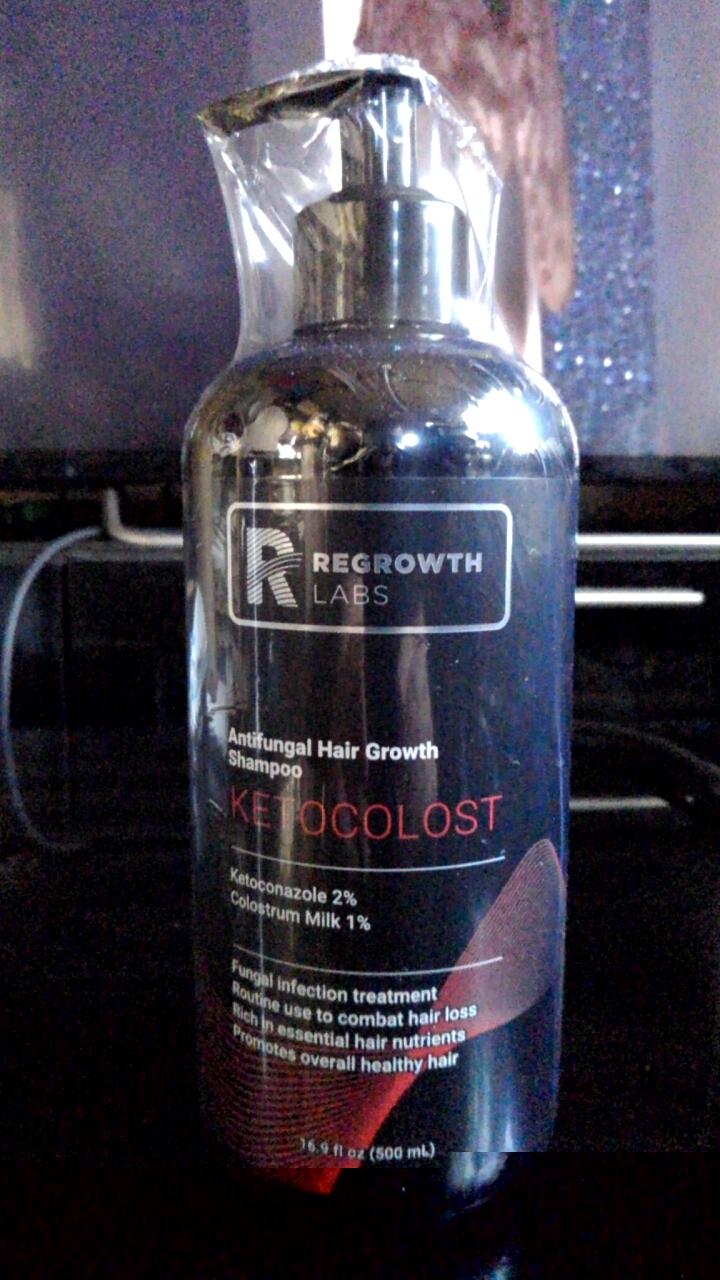 REGROWTH
LABS
Antifungal Hair Growth
Shampoo
KETOCOLOST
Ketoconazole 2%
Colostrum Milk 1%
Fungal infection treatment
Routine use to combat hair loss
Rich in essential hair nutrients
Promotes overall healthy hair
16.9 fl oz (500 mL)